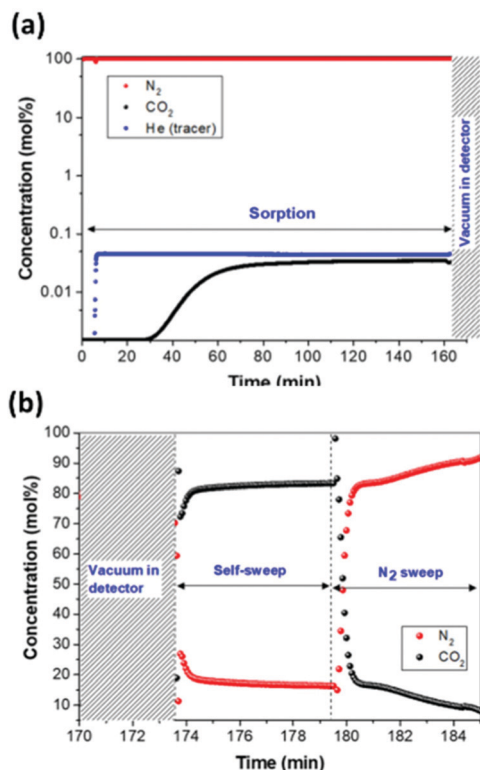 (a)
100
N2
CO2
He (tracer)
10
1
0.1
0.01
Concentration (mol%)
Sorption
Vacuum in detector
0 20 40 60 80 100 120 140 160
Time (min)
(b)
100
90
80
70
60
50
40
30
20
10
Concentration (mol%)
Vacuum in
detector
Self-sweep
N2 sweep
N2
CO2
170 172 174 176 178 180 182 184
Time (min)